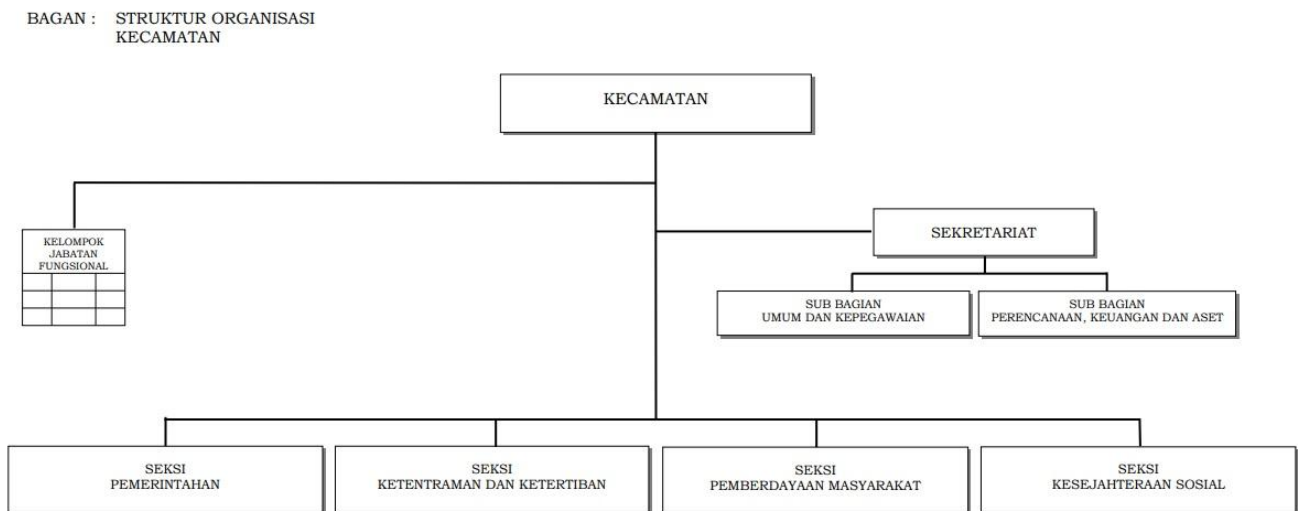 BAGAN : STRUKTUR ORGANISASI
KECAMATAN
KECAMATAN
KELOMPOK
JABATAN
FUNGSIONAL
SEKRETARIAT
SUB BAGIAN
UMUM DAN KEPEGAWAIAN
SUB BAGIAN
PERENCANAAN, KEUANGAN DAN ASET
SEKSI
PEMERINTAHAN
SEKSI
KETENTRAMAN DAN KETERTIBAN
SEKSI
PEMBERDAYAAN MASYARAKAT
SEKSI
KESEJAHTERAAN SOSIAL